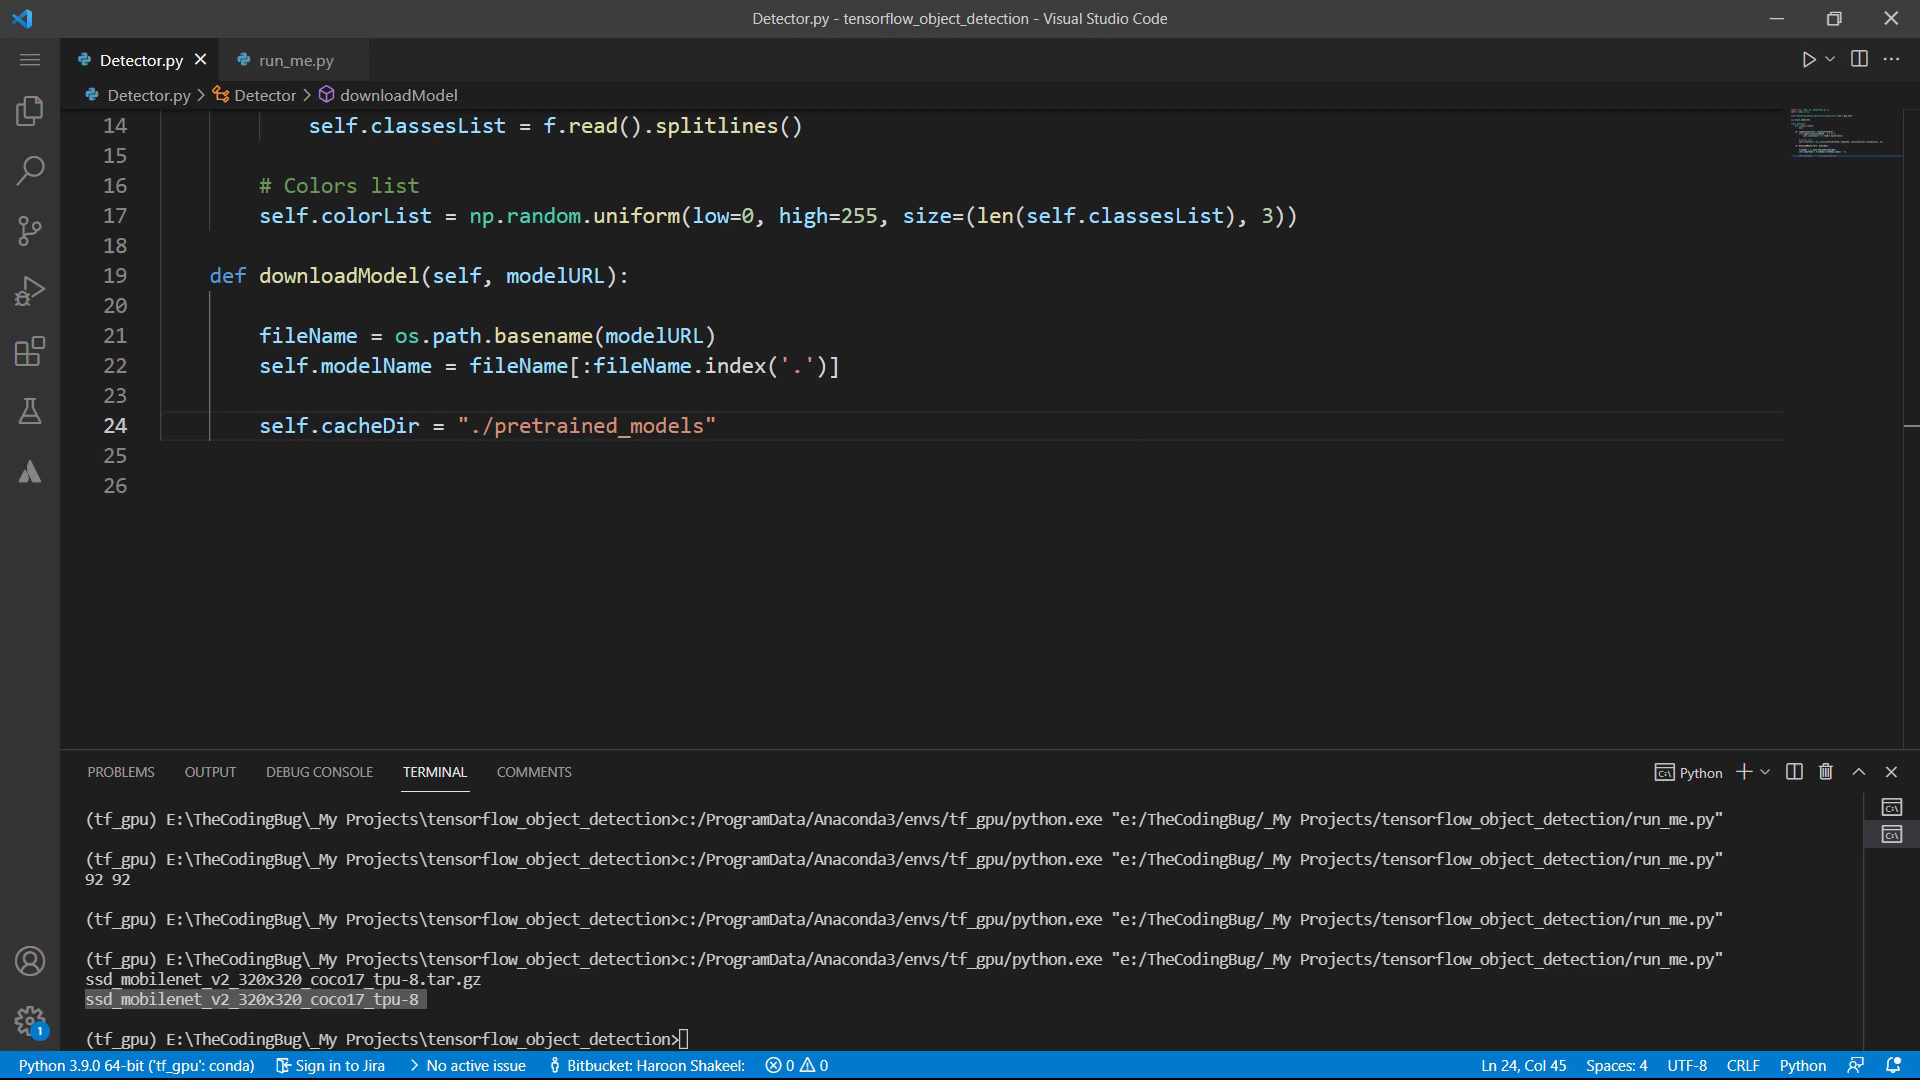 Detector.py - tensorflow_object_detection - Visual Studio Code
Detector.py run_me.py
Detector.py > Detector > downloadModel
14 self.classesList = f.read().splitlines()
15
16 # Colors list
17 self.colorList = np.random.uniform(low=0, high=255, size=(len(self.classesList), 3))
18
19 def downloadModel(self, modelURL):
20
21 fileName = os.path.basename(modelURL)
22 self.modelName = fileName[:fileName.index('.')]
23
24 self.cacheDir = "./pretrained_models"
25
26
PROBLEMS OUTPUT DEBUG CONSOLE TERMINAL COMMENTS Python
(tf_gpu) E:\TheCodingBug\_My Projects\tensorflow_object_detection>c:/ProgramData/Anaconda3/envs/tf_gpu/python.exe "e:/TheCodingBug/_My Projects/tensorflow_object_detection/run_me.py"
(tf_gpu) E:\TheCodingBug\_My Projects\tensorflow_object_detection>c:/ProgramData/Anaconda3/envs/tf_gpu/python.exe "e:/TheCodingBug/_My Projects/tensorflow_object_detection/run_me.py"
92 92
(tf_gpu) E:\TheCodingBug\_My Projects\tensorflow_object_detection>c:/ProgramData/Anaconda3/envs/tf_gpu/python.exe "e:/TheCodingBug/_My Projects/tensorflow_object_detection/run_me.py"
(tf_gpu) E:\TheCodingBug\_My Projects\tensorflow_object_detection>c:/ProgramData/Anaconda3/envs/tf_gpu/python.exe "e:/TheCodingBug/_My Projects/tensorflow_object_detection/run_me.py"
ssd_mobilenet_v2_320x320_coco17_tpu-8.tar.gz
ssd_mobilenet_v2_320x320_coco17_tpu-8
(tf_gpu) E:\TheCodingBug\_My Projects\tensorflow_object_detection>
1
Python 3.9.0 64-bit ('tf_gpu': conda) Sign in to Jira > No active issue Bitbucket: Haroon Shakeel: 0 0 Ln 24, Col 45 Spaces: 4 UTF-8 CRLF Python